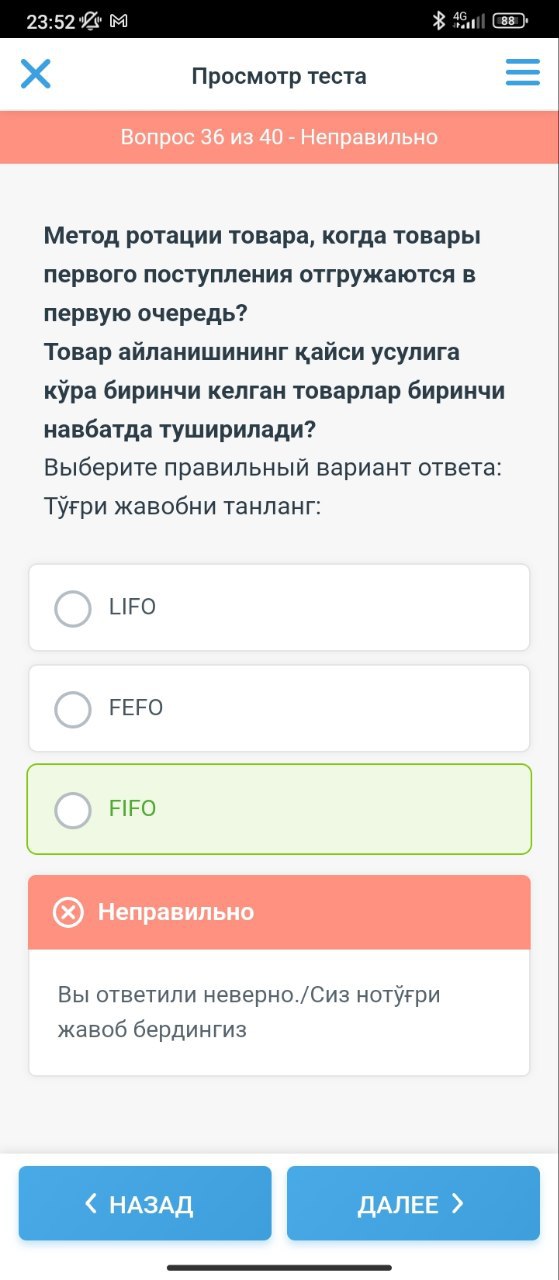 23:52
4G
88
Просмотр теста
Вопрос 36 из 40 - Неправильно
Метод ротации товара, когда товары
первого поступления отгружаются в
первую очередь?
Товар айланишининг қайси усулига
кўра биринчи келган товарлар биринчи
навбатда туширилади?
Выберите правильный вариант ответа:
Тўғри жавобни танланг:
LIFO
FEFO
FIFO
Неправильно
Вы ответили неверно./Сиз нотўғри
жавоб бердингиз
НАЗАД
ДАЛЕЕ